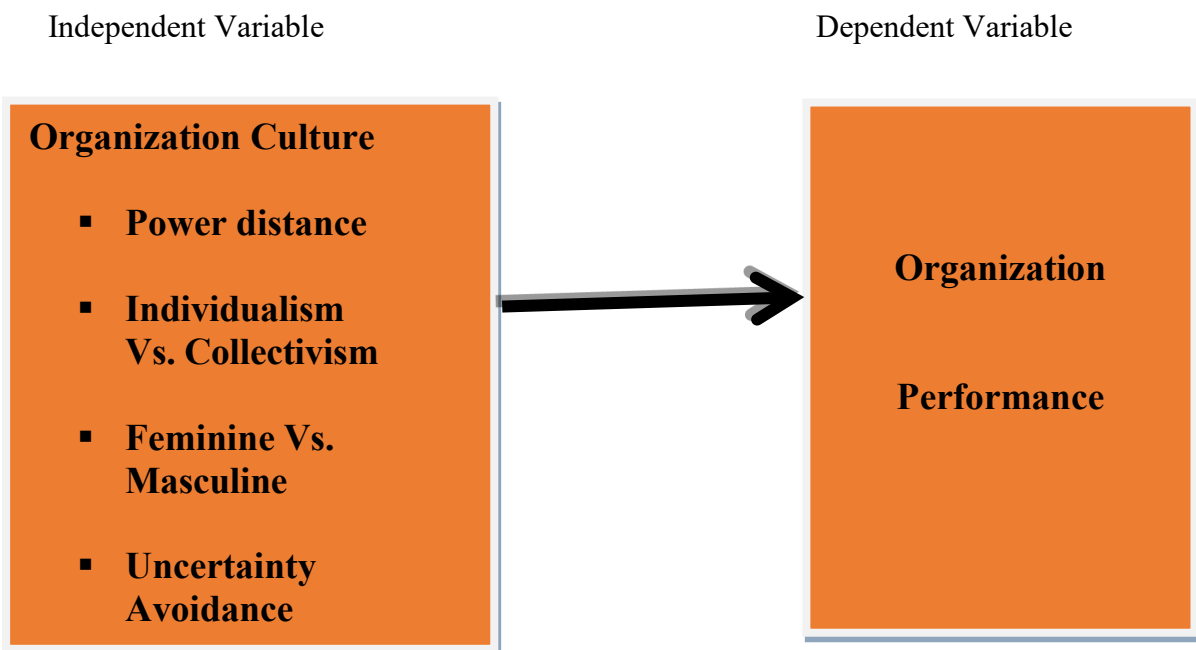 Independent Variable
Dependent Variable
Organization Culture
▪ Power distance
▪ Individualism
Vs. Collectivism
▪ Feminine Vs.
Masculine
▪ Uncertainty
Avoidance
Organization
Performance